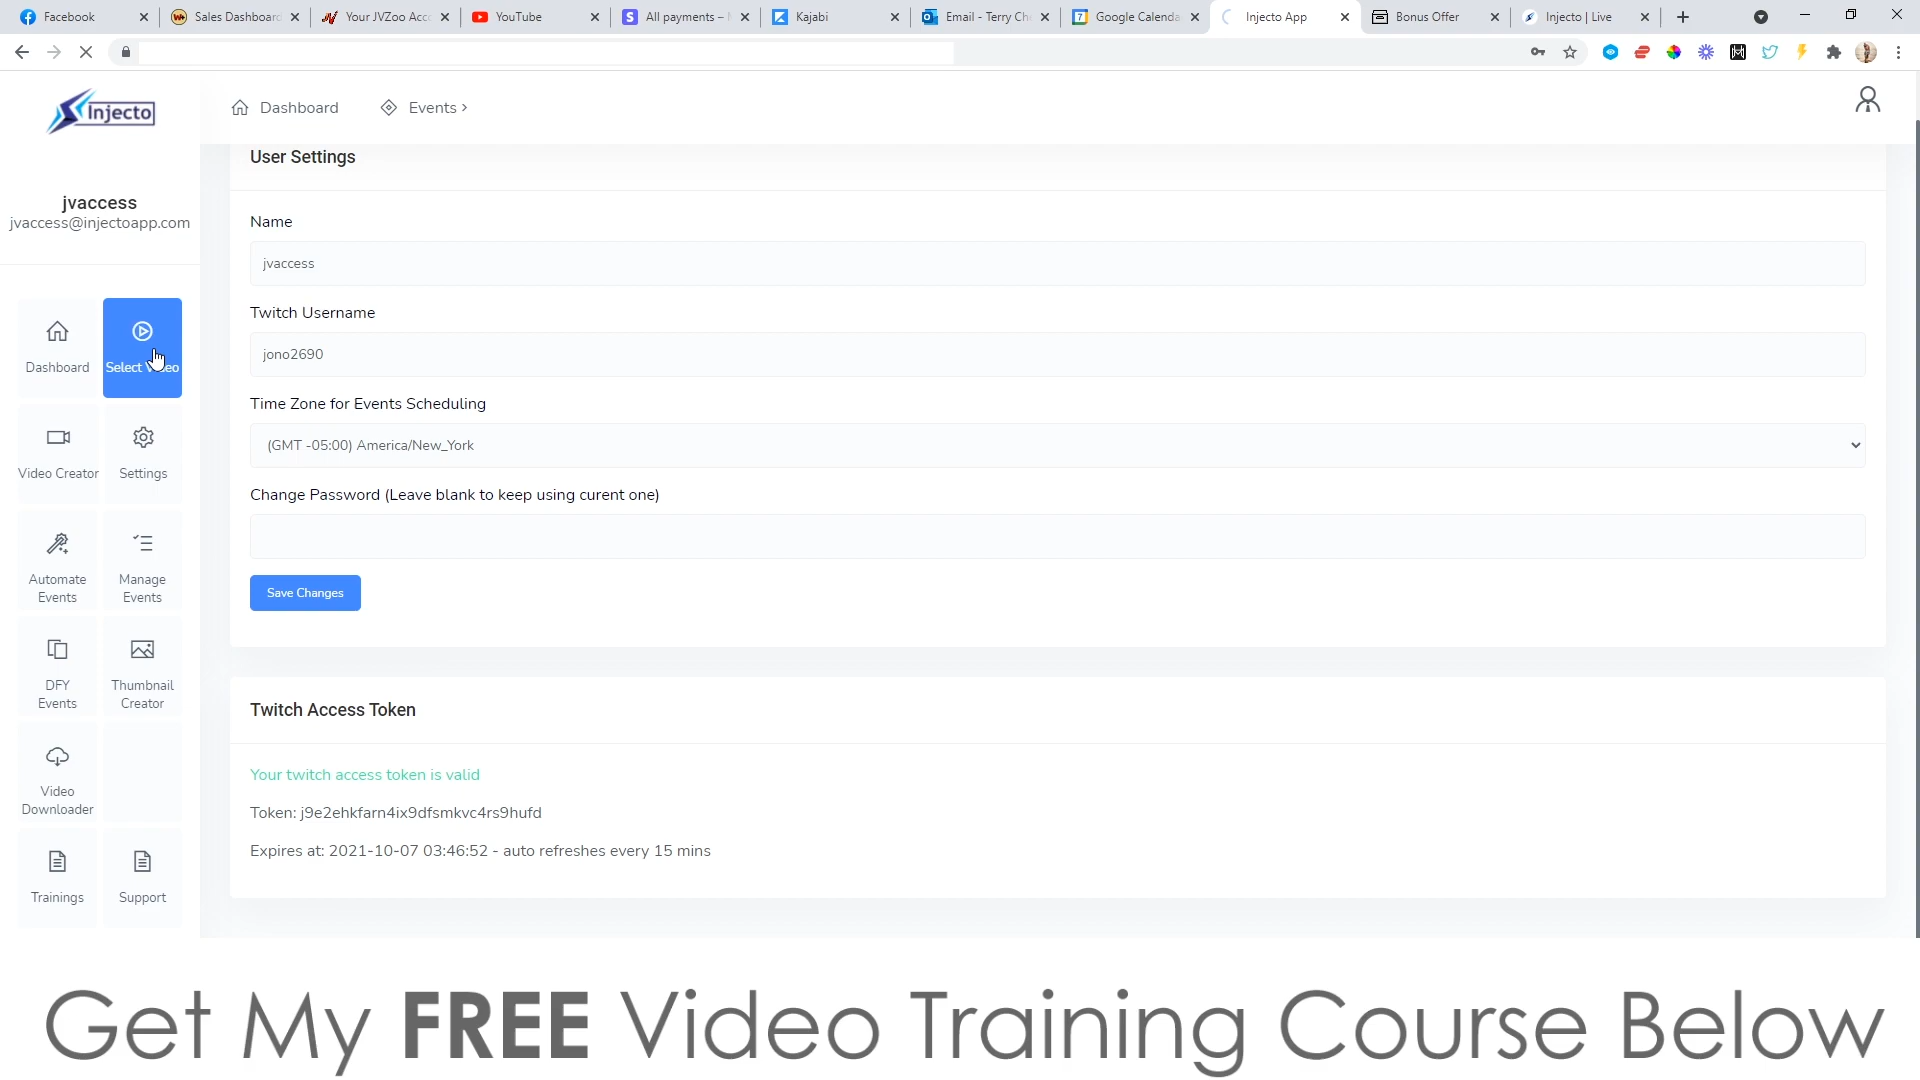 Facebook
Sales Dashboard
Your JVZoo Acc
YouTube
All payments –
Kajabi
Email - Terry Ch
Google Calenda
Injecto App
Bonus Offer
Injecto | Live
Injecto
Dashboard
Events
jvaccess
jvaccess@injectoapp.com
Dashboard
Select Video
Video Creator
Settings
Automate
Events
Manage
Events
DFY
Events
Thumbnail
Creator
Video
Downloader
Trainings
Support
User Settings
Name
jvaccess
Twitch Username
jono2690
Time Zone for Events Scheduling
(GMT -05:00) America/New_York
Change Password (Leave blank to keep using curent one)
Save Changes
Twitch Access Token
Your twitch access token is valid
Token: j9e2ehkfarn4ix9dfsmkvc4rs9hufd
Expires at: 2021-10-07 03:46:52 - auto refreshes every 15 mins
Get My FREE Video Training Course Below